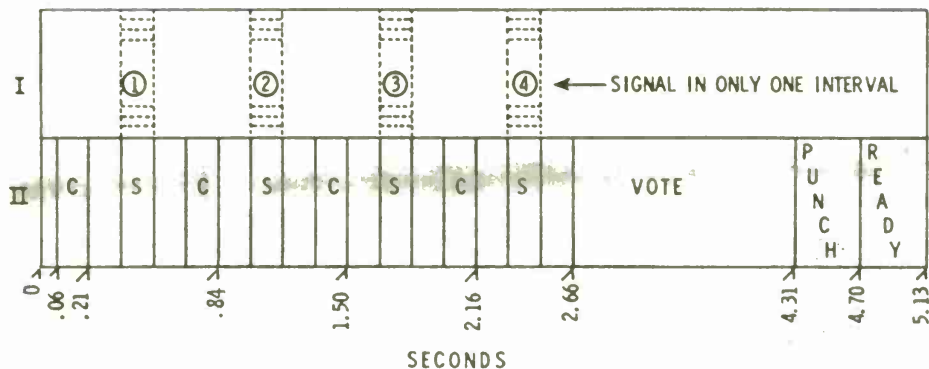 I
① ② ③ ④
SIGNAL IN ONLY ONE INTERVAL
II
C S C S C S C S VOTE
PUNCH
READY
0 .06 .21 .84 1.50 2.16 2.66 4.31 4.70 5.13
SECONDS